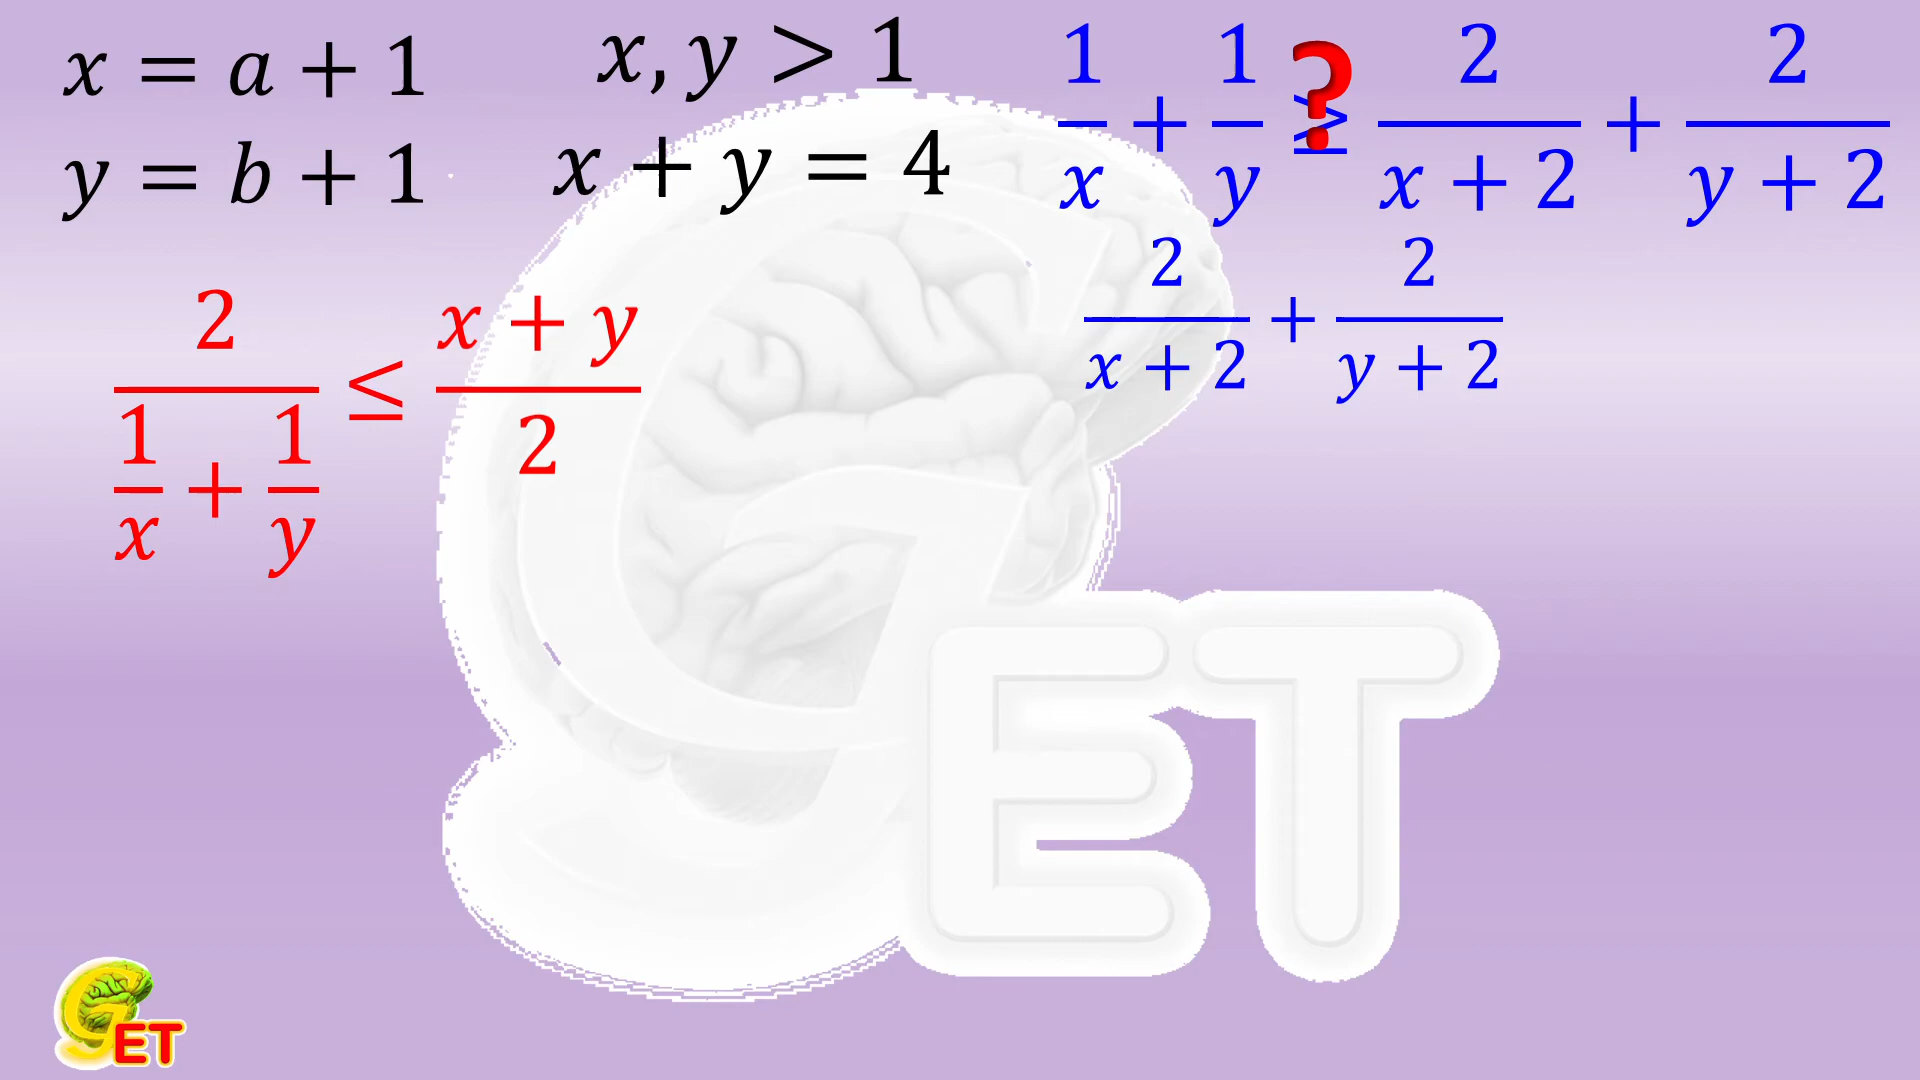 x = a + 1
y = b + 1
x, y > 1
x + y = 4
1/x + 1/y ≥ 2/(x + 2) + 2/(y + 2)
?
2/(x + 2) + 2/(y + 2)
2/(1/x + 1/y) ≤ (x + y)/2
GET
GET